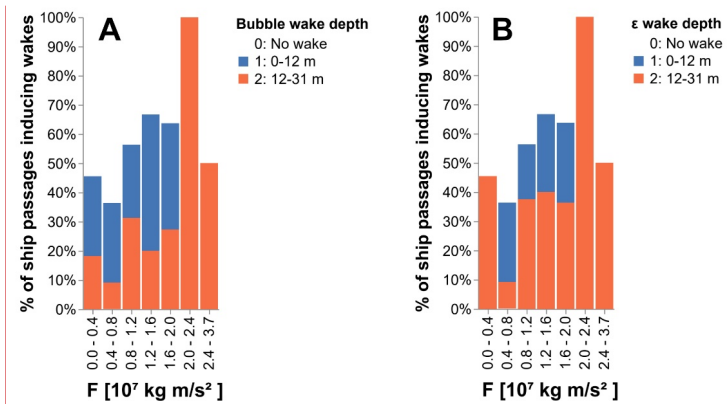 A
Bubble wake depth
0: No wake
1: 0-12 m
2: 12-31 m
% of ship passages inducing wakes
100%
90%
80%
70%
60%
50%
40%
30%
20%
10%
0%
0.0 - 0.4
0.4 - 0.8
0.8 - 1.2
1.2 - 1.6
1.6 - 2.0
2.0 - 2.4
2.4 - 3.7
F [10⁷ kg m/s² ]
B
ε wake depth
0: No wake
1: 0-12 m
2: 12-31 m
% of ship passages inducing wakes
100%
90%
80%
70%
60%
50%
40%
30%
20%
10%
0%
0.0 - 0.4
0.4 - 0.8
0.8 - 1.2
1.2 - 1.6
1.6 - 2.0
2.0 - 2.4
2.4 - 3.7
F [10⁷ kg m/s² ]